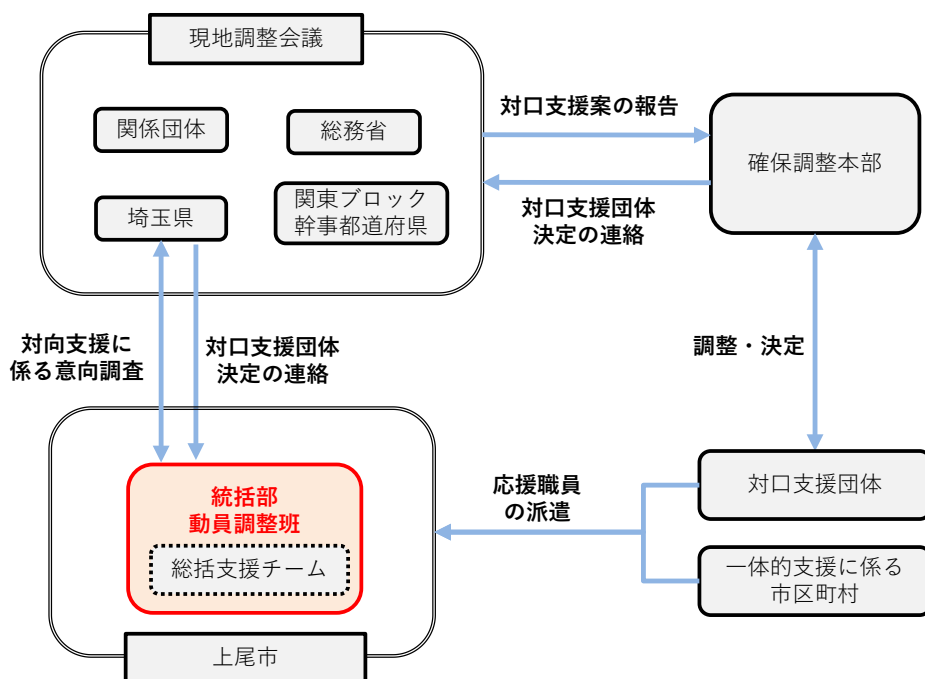 現地調整会議
関係団体
総務省
埼玉県
関東ブロック
幹事都道府県
対口支援案の報告
対口支援団体
決定の連絡
確保調整本部
対向支援に
係る意向調査
対口支援団体
決定の連絡
調整・決定
統括部
動員調整班
総括支援チーム
上尾市
応援職員
の派遣
対口支援団体
一体的支援に係る
市区町村